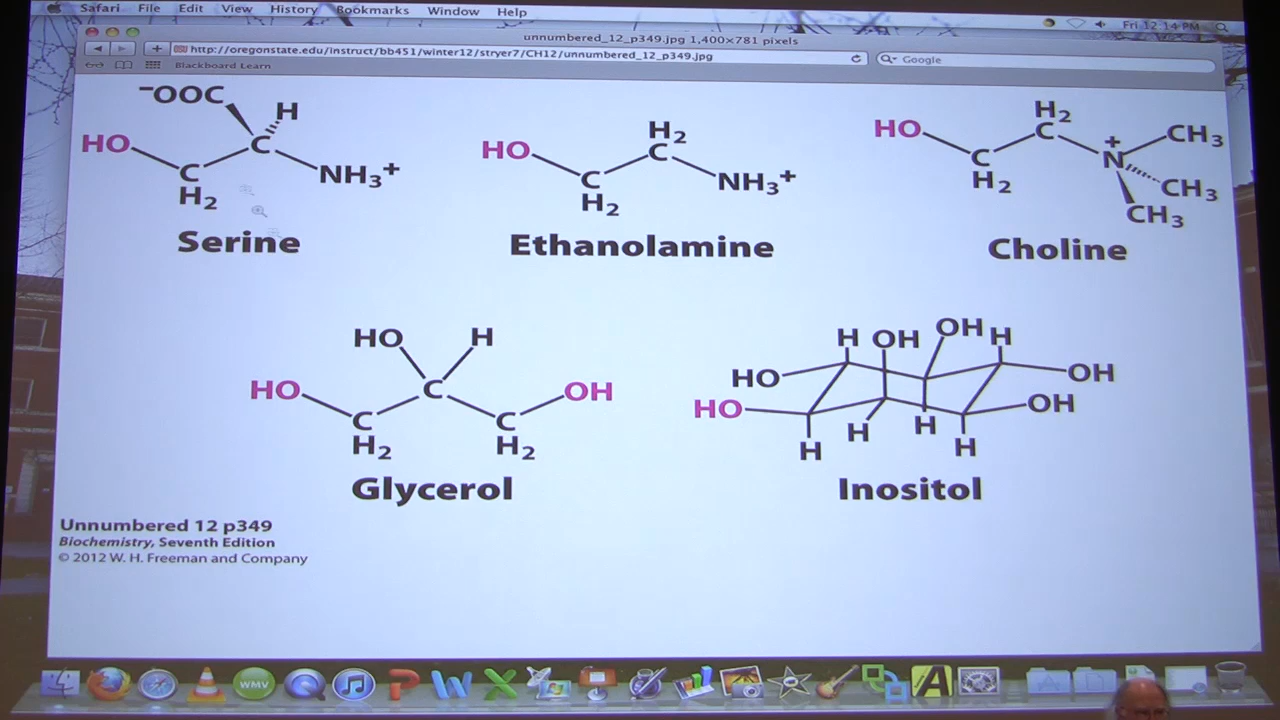 Safari File Edit View History Bookmarks Window Help Fri 12:14 PM
unnumbered_12_p349.jpg 1,400×781 pixels
http://oregonstate.edu/instruct/bb451/winter12/stryer7/CH12/unnumbered_12_p349.jpg Google
Blackboard Learn
⁻OOC H
HO C
C NH₃⁺
H₂
Serine
H₂
HO C
C NH₃⁺
H₂
Ethanolamine
H₂
HO C + CH₃
C N
H₂ CH₃
CH₃
Choline
HO H
HO C OH
C C
H₂ H₂
Glycerol
H OH OH H
HO OH
HO OH
H H H H
Inositol
Unnumbered 12 p349
Biochemistry, Seventh Edition
© 2012 W. H. Freeman and Company
WMV